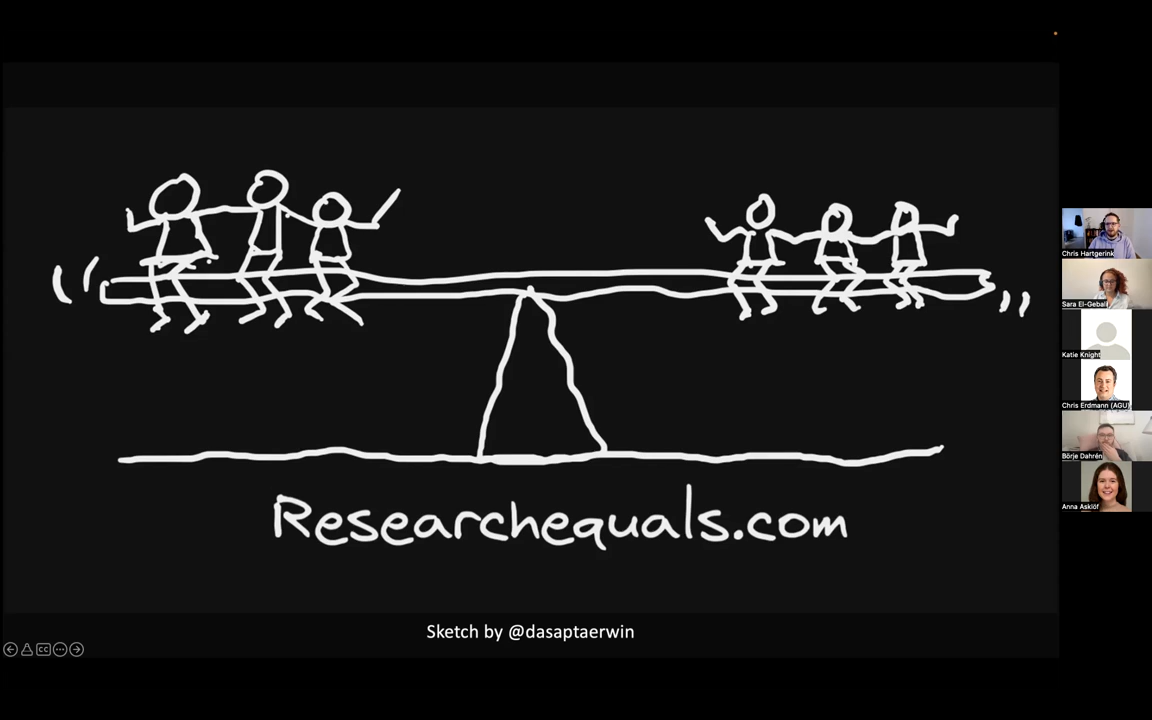 Researchequals.com
Sketch by @dasaptaerwin
CC
Chris Hartgerink
Sara El-Gebali
Katie Knight
Chris Erdmann (AGU)
Börje Dahrén
Anna Asklöf